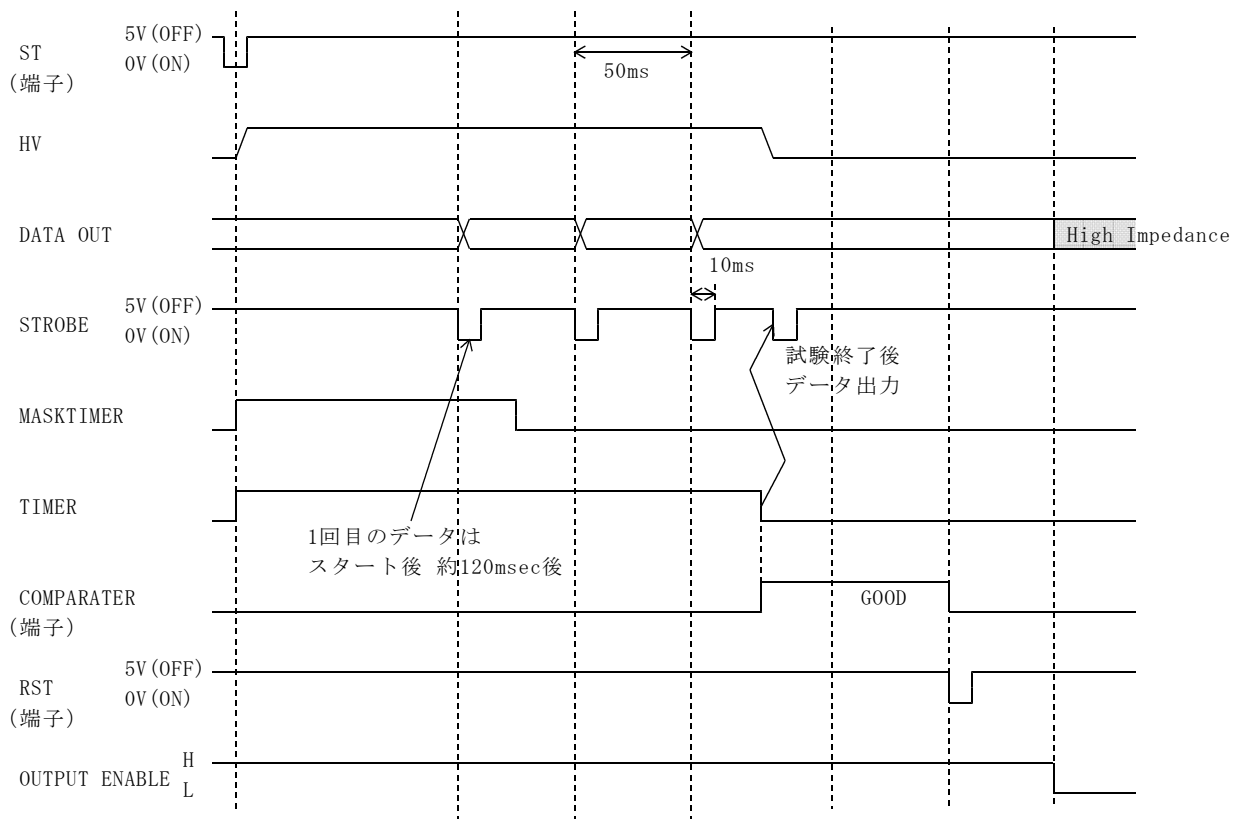 ST
(端子)
5V(OFF)
0V(ON)
50ms
HV
DATA OUT
High Impedance
10ms
STROBE
5V(OFF)
0V(ON)
試験終了後
データ出力
MASKTIMER
TIMER
1回目のデータは
スタート後 約120msec後
COMPARATER
(端子)
GOOD
RST
(端子)
5V(OFF)
0V(ON)
OUTPUT ENABLE
H
L